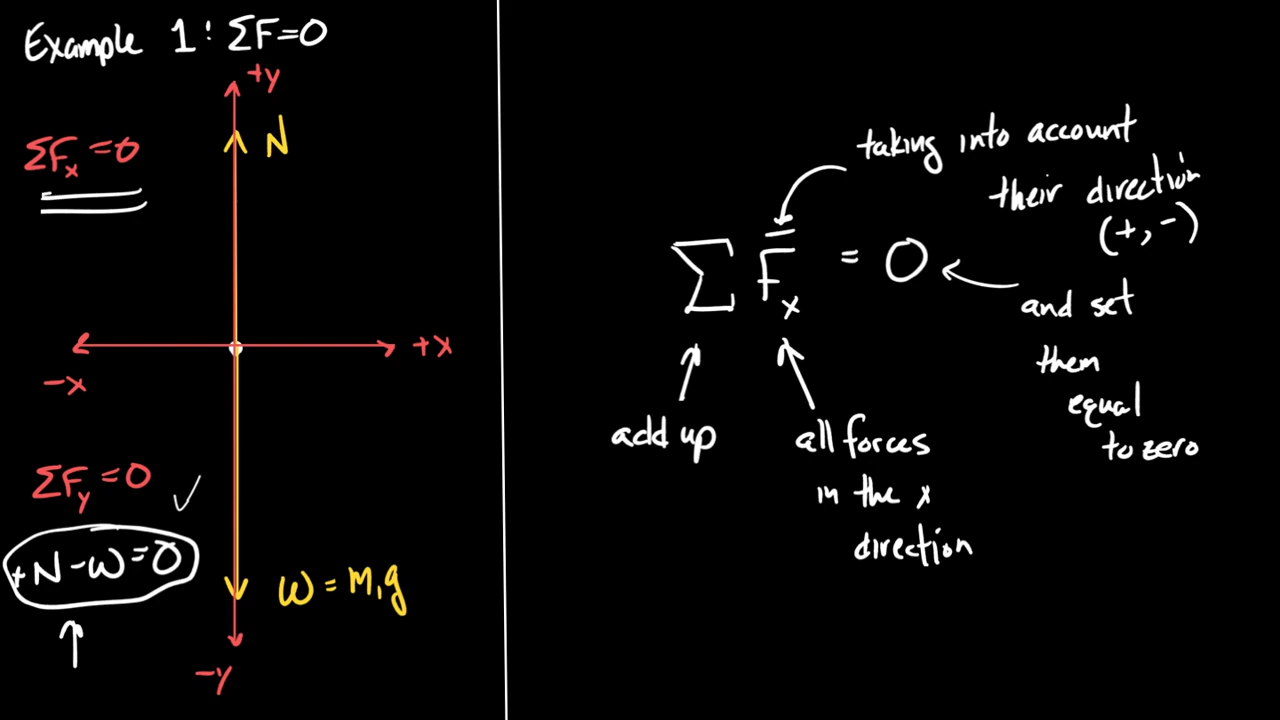 Example 1: ΣF=0
+y
N
ΣFx=0
+x
-x
ΣFy=0
+N-W=0
W=m₁g
-y
taking into account
their direction
(+,-)
ΣFx = 0
and set
them
equal
to zero
add up
all forces
in the x
direction